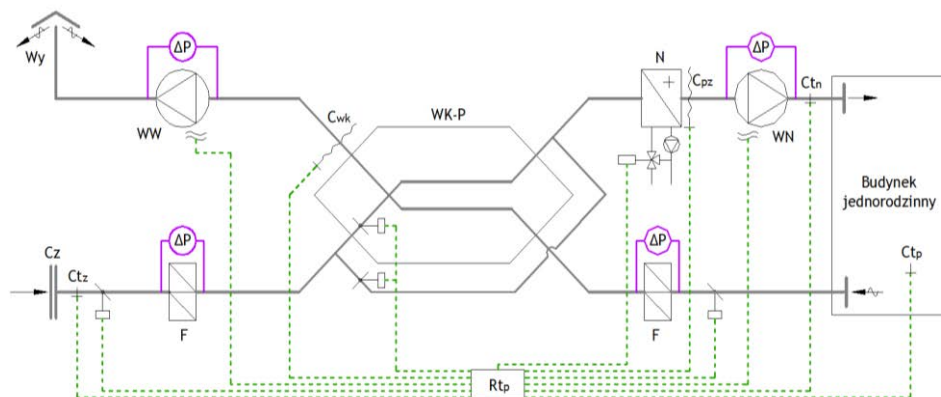 Wy
ΔP
WW
Cwk
WK-P
N
+
Cpz
ΔP
Ctn
WN
Budynek
jednorodzinny
Cz
Ctz
ΔP
F
ΔP
F
Ctp
Rtp